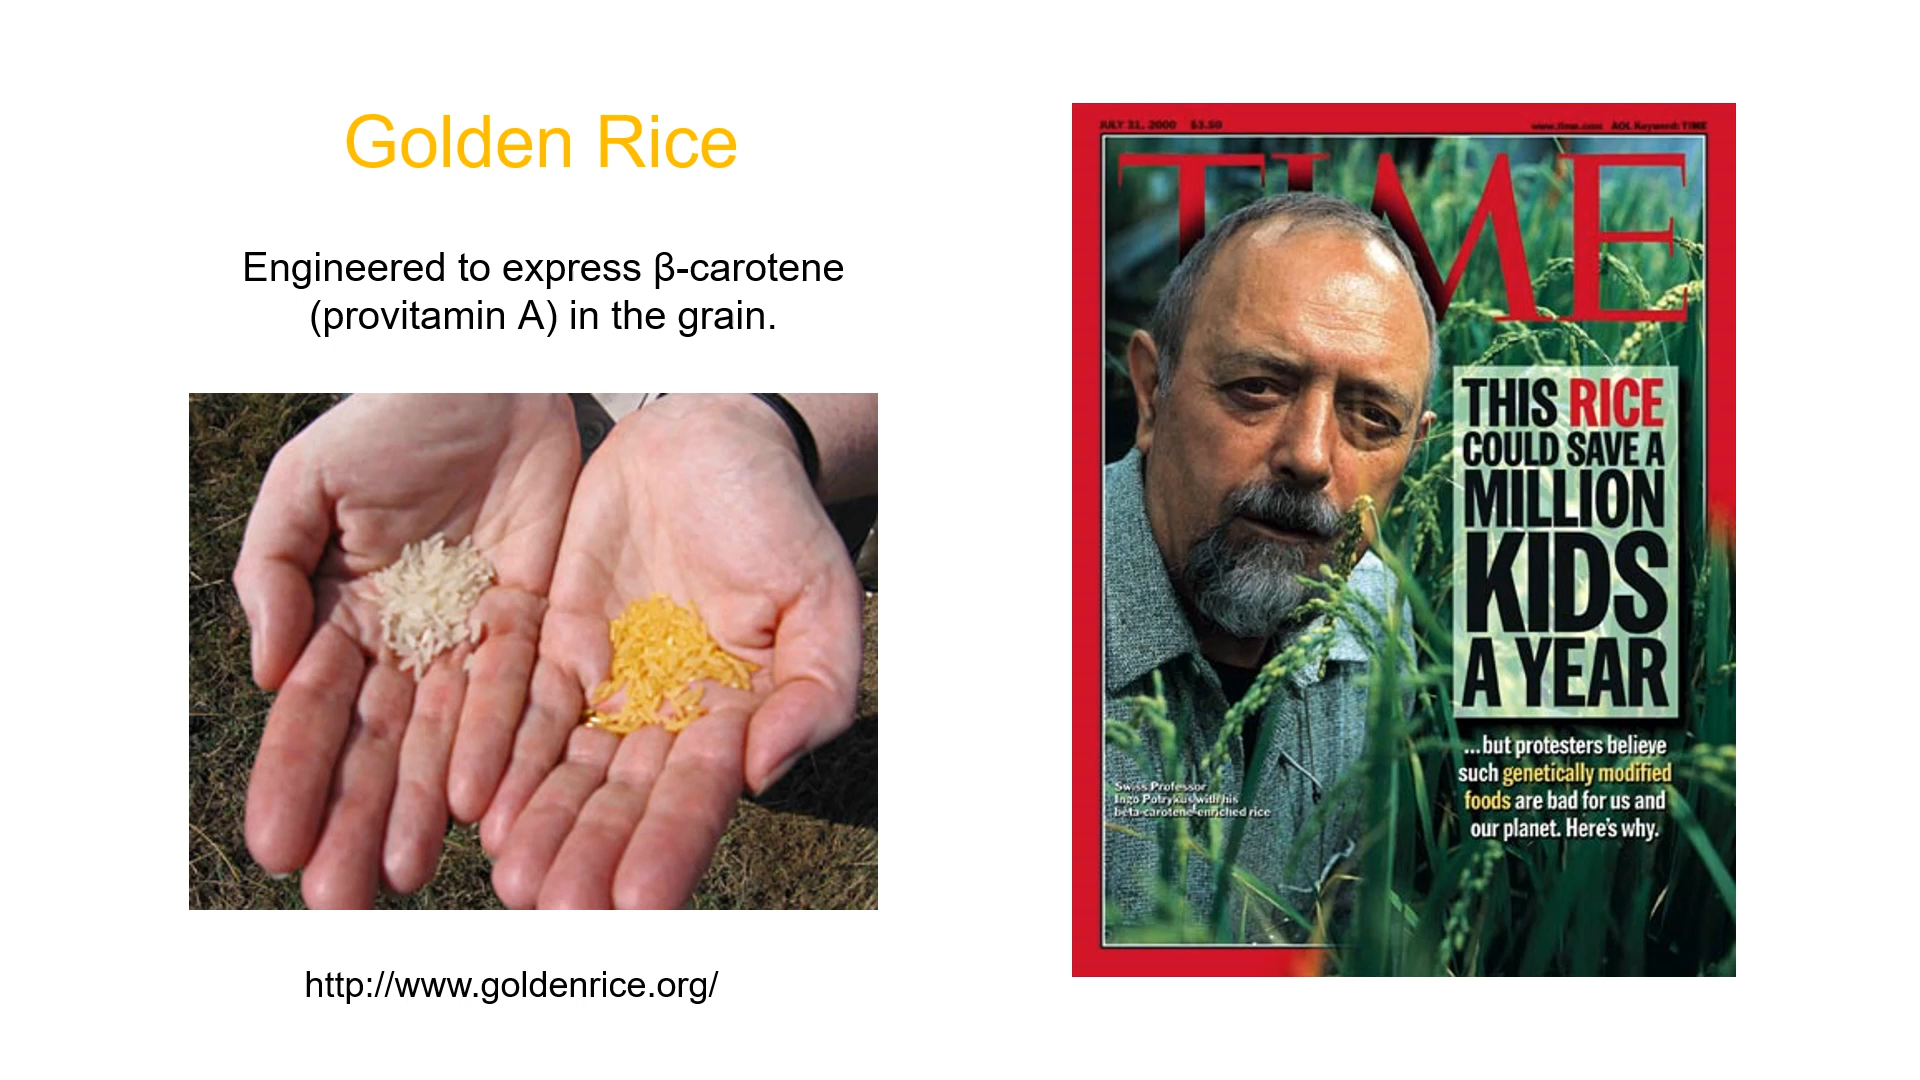 Golden Rice
Engineered to express β-carotene
(provitamin A) in the grain.
http://www.goldenrice.org/
JULY 31, 2000 $3.50
www.time.com AOL Keyword: TIME
TIME
THIS RICE
COULD SAVE A
MILLION
KIDS
A YEAR
...but protesters believe
such genetically modified
foods are bad for us and
our planet. Here's why.
Swiss Professor
Ingo Potrykus with his
beta-carotene-enriched rice